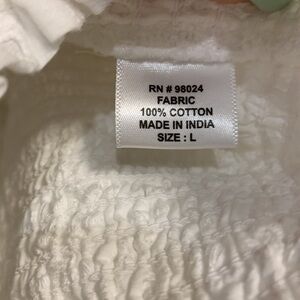 RN # 98024
FABRIC
100% COTTON
MADE IN INDIA
SIZE : L